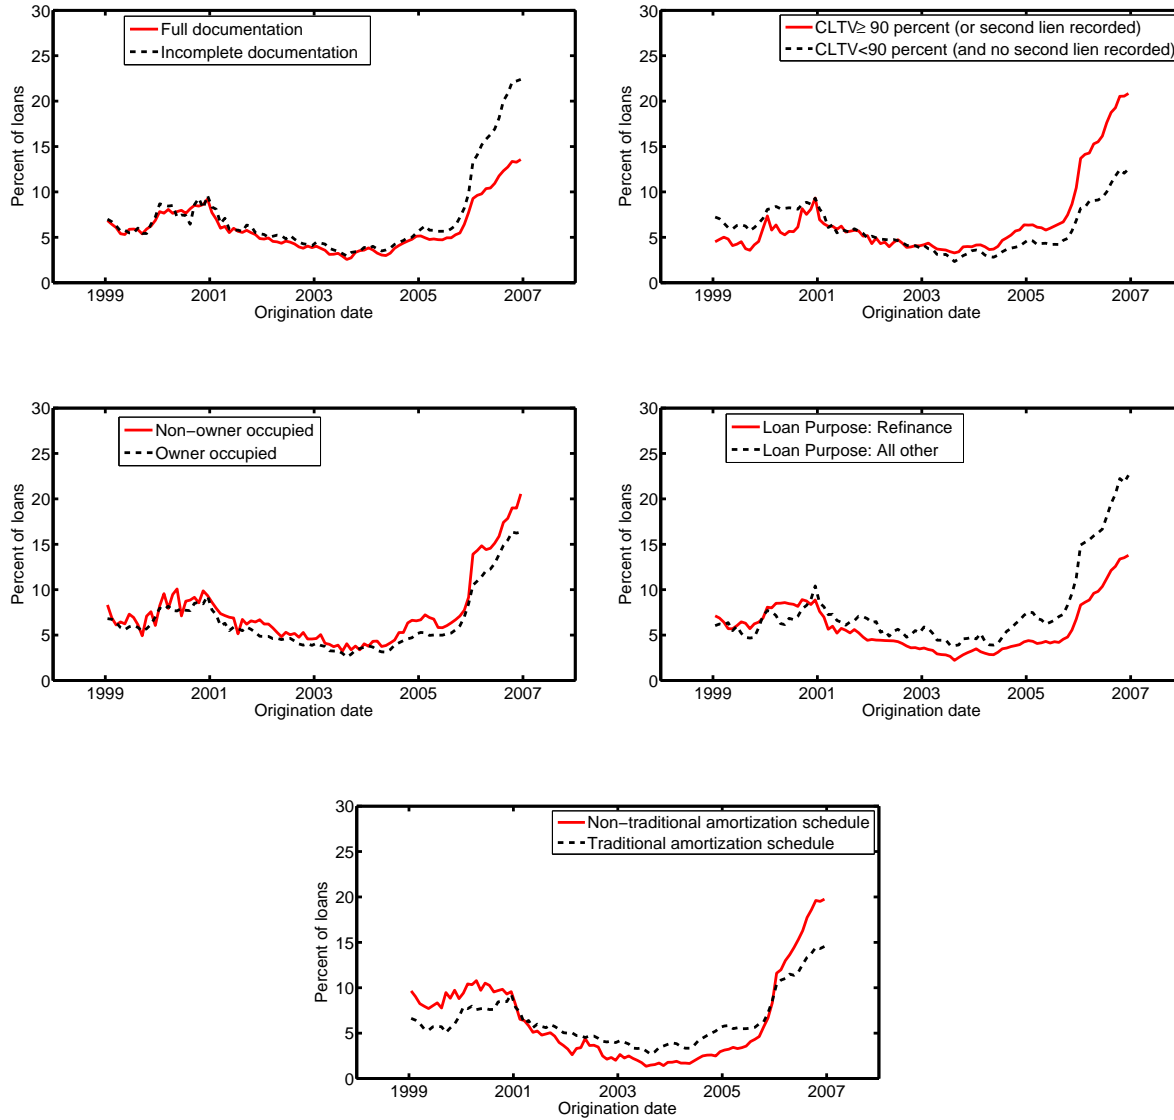 30
25
20
15
10
5
0
Percent of loans
Full documentation
Incomplete documentation
1999 2001 2003 2005 2007
Origination date
30
25
20
15
10
5
0
Percent of loans
CLTV≥ 90 percent (or second lien recorded)
CLTV<90 percent (and no second lien recorded)
1999 2001 2003 2005 2007
Origination date
30
25
20
15
10
5
0
Percent of loans
Non−owner occupied
Owner occupied
1999 2001 2003 2005 2007
Origination date
30
25
20
15
10
5
0
Percent of loans
Loan Purpose: Refinance
Loan Purpose: All other
1999 2001 2003 2005 2007
Origination date
30
25
20
15
10
5
0
Percent of loans
Non−traditional amortization schedule
Traditional amortization schedule
1999 2001 2003 2005 2007
Origination date